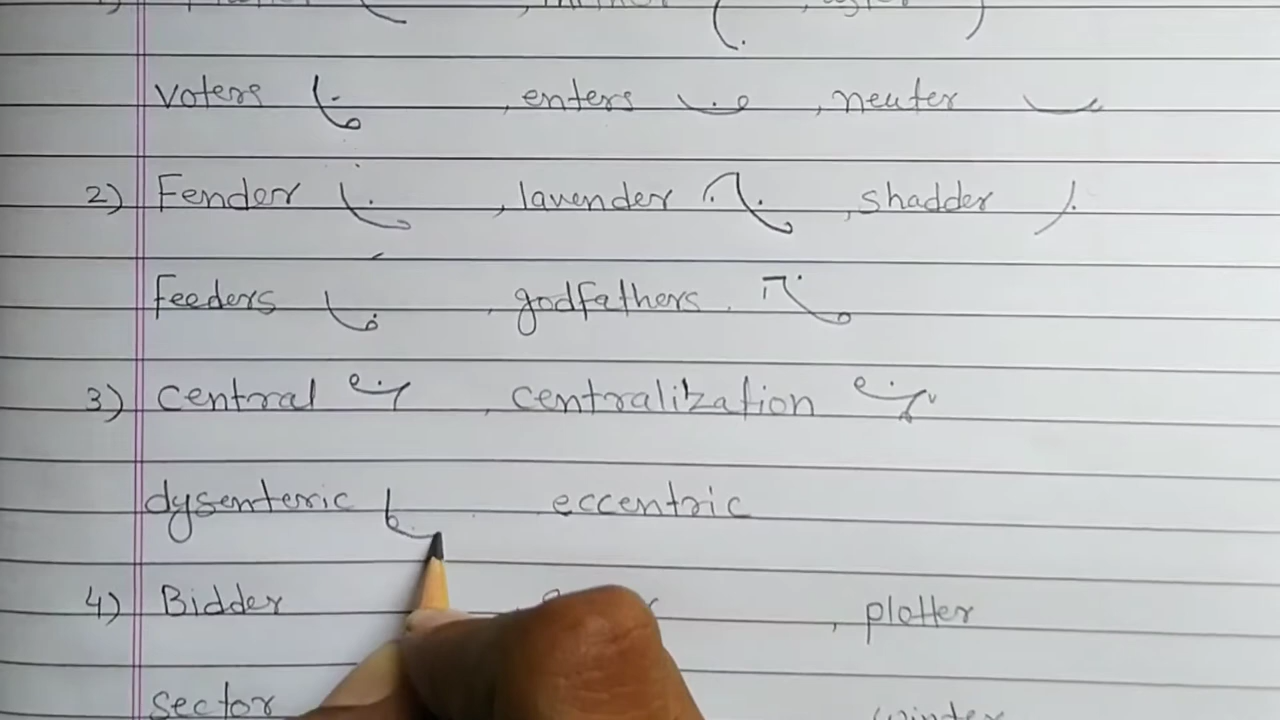 voters , enters , neuter
2) Fender , lavender , shadder
feeders , godfathers
3) central , centralization
dysenteric eccentric
4) Bidder , plotter
sector